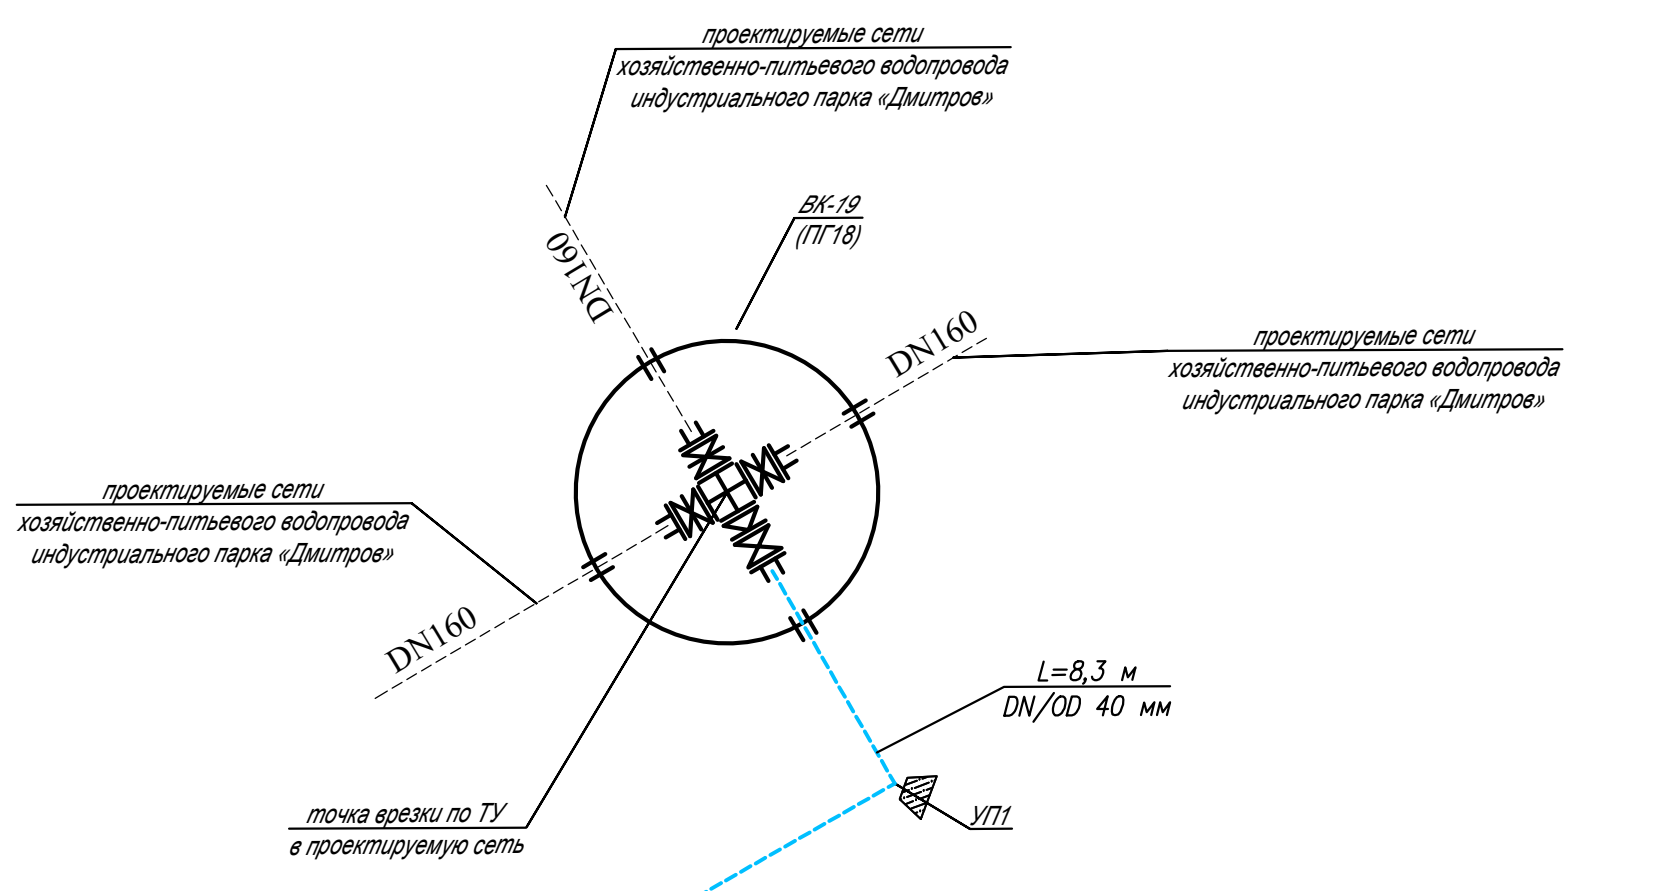 проектируемые сети
хозяйственно-питьевого водопровода
индустриального парка «Дмитров»
ВК-19
(ПГ18)
DN160
DN160
проектируемые сети
хозяйственно-питьевого водопровода
индустриального парка «Дмитров»
проектируемые сети
хозяйственно-питьевого водопровода
индустриального парка «Дмитров»
DN160
L=8,3 м
DN/OD 40 мм
точка врезки по ТУ
в проектируемую сеть
УП1